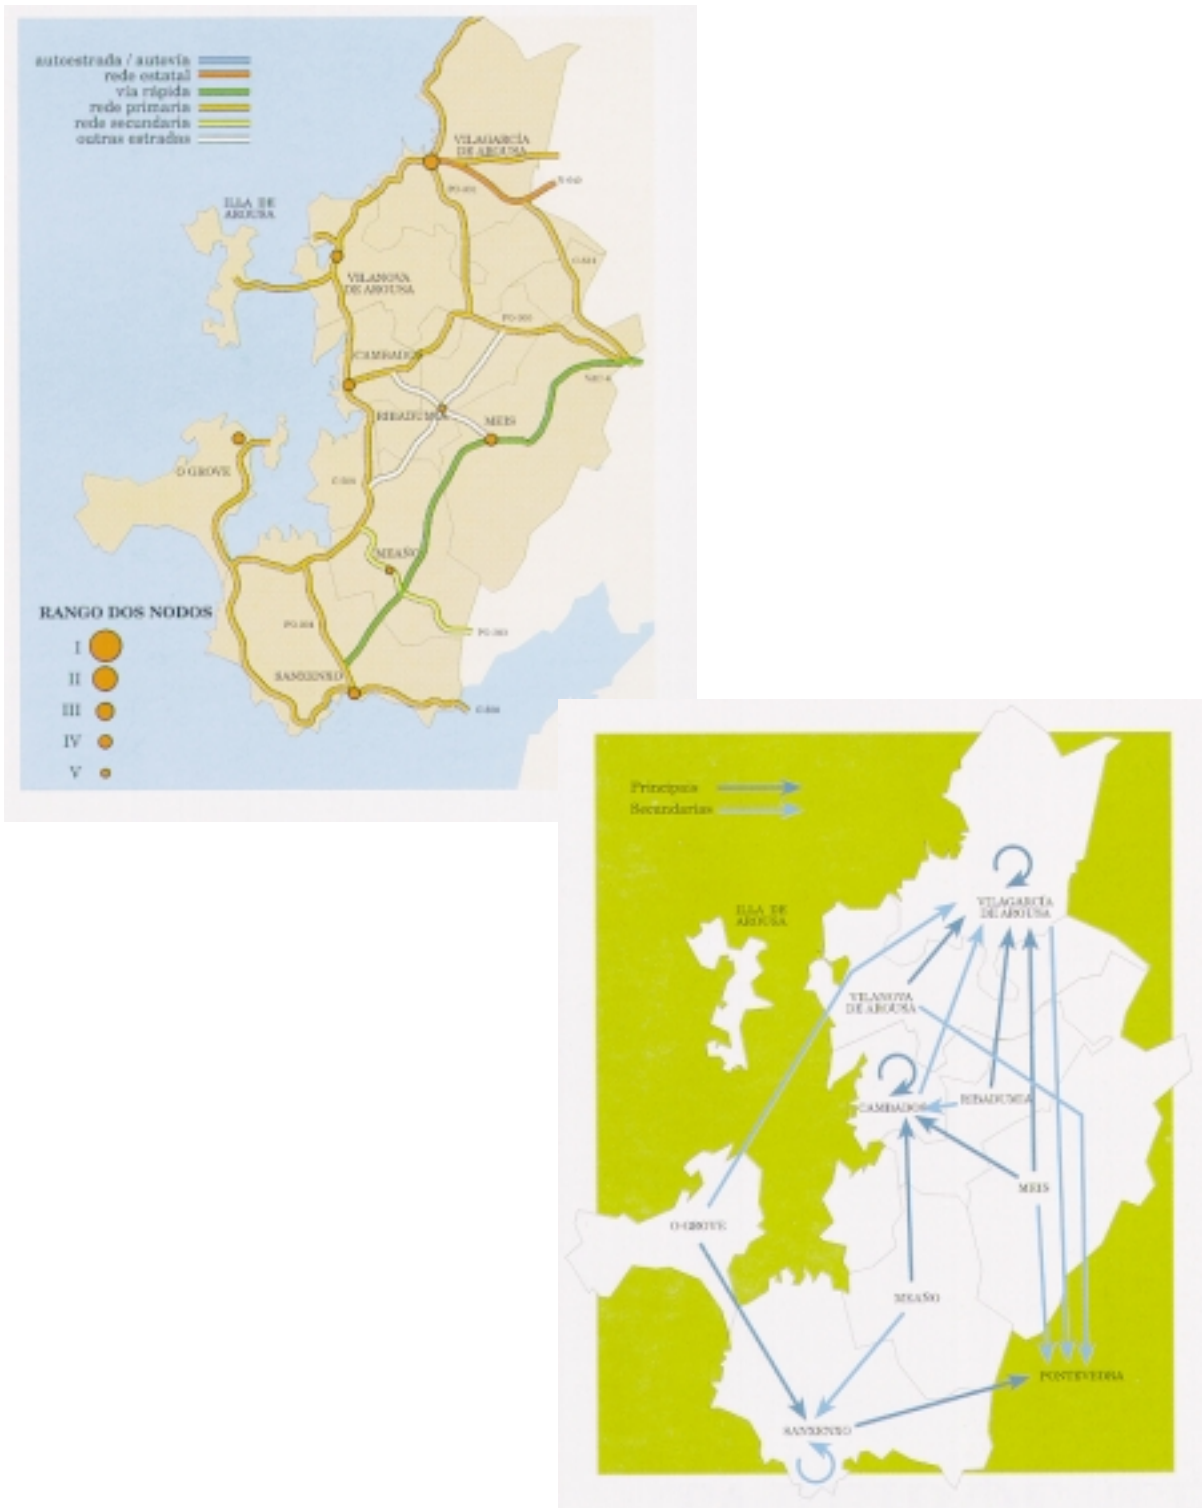 autoestrada / autovía
rede estatal
vía rápida
rede primaria
rede secundaria
outras estradas
VILAGARCÍA
DE AROUSA
ILLA DE
AROUSA
VILANOVA
DE AROUSA
CAMBADOS
RIBADUMIA
MEIS
O GROVE
MEAÑO
SANXENXO
RANGO DOS NODOS
I
II
III
IV
V
Principais
Secundarias
VILAGARCÍA
DE AROUSA
ILLA DE
AROUSA
VILANOVA
DE AROUSA
CAMBADOS
RIBADUMIA
MEIS
O GROVE
MEAÑO
PONTEVEDRA
SANXENXO